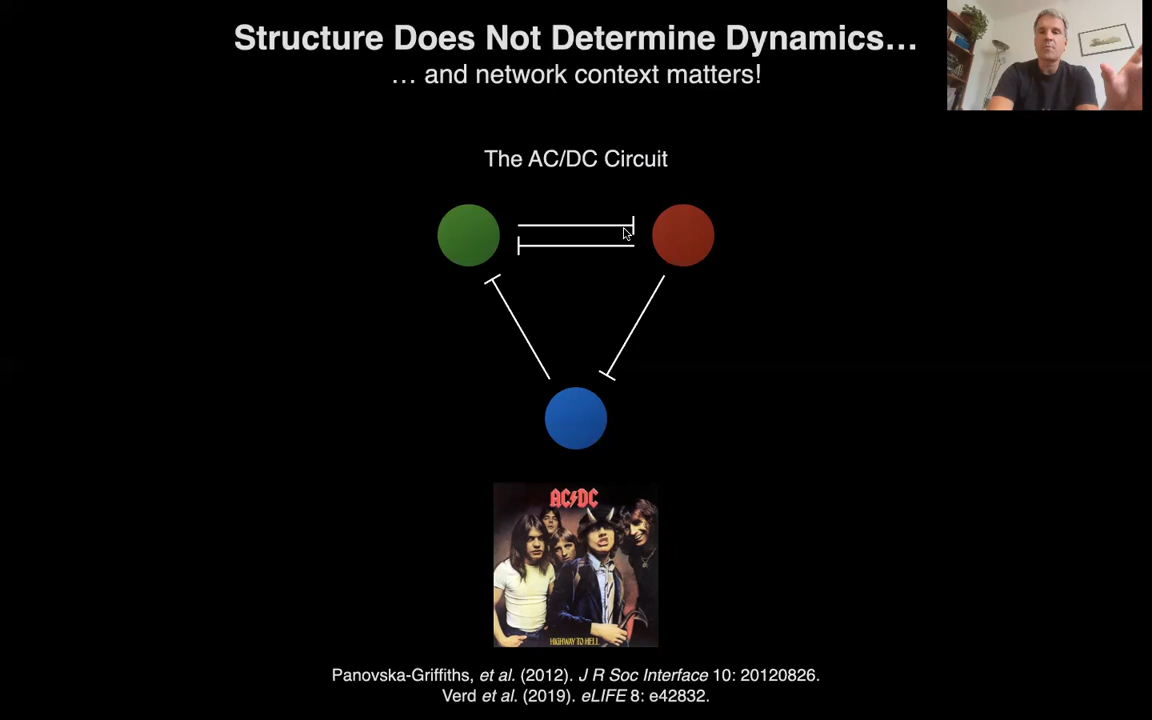 Structure Does Not Determine Dynamics…
… and network context matters!
The AC/DC Circuit
AC/DC
HIGHWAY TO HELL
Panovska-Griffiths, et al. (2012). J R Soc Interface 10: 20120826.
Verd et al. (2019). eLIFE 8: e42832.